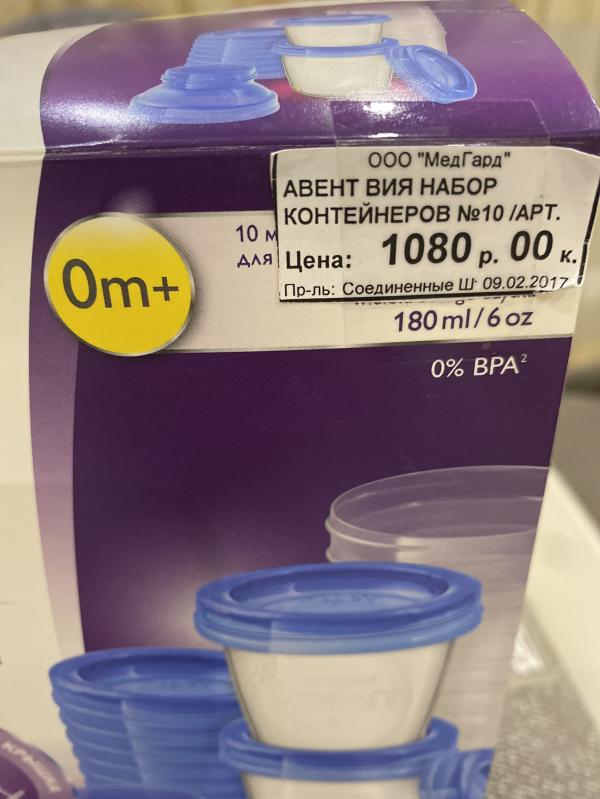 ООО "МедГард"
АВЕНТ ВИЯ НАБОР
КОНТЕЙНЕРОВ №10 /АРТ.
Цена: 1080 р. 00 к.
Пр-ль: Соединенные Ш 09.02.2017
0m+
10
для
180 ml / 6 oz
0% BPA²